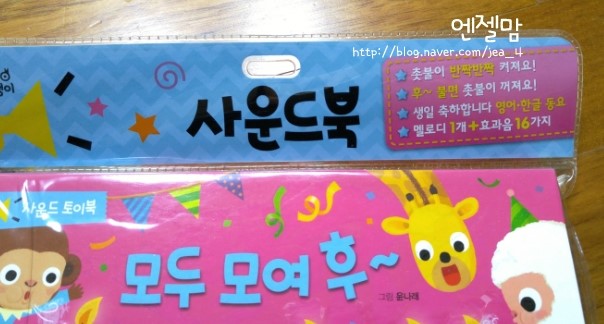 엔젤맘
http://blog.naver.com/jea_4
사운드북
촛불이 반짝반짝 켜져요!
후~ 불면 촛불이 꺼져요!
생일 축하합니다 영어·한글 동요
멜로디 1개+효과음 16가지
사운드 토이북
모두 모여 후~
그림 윤나래